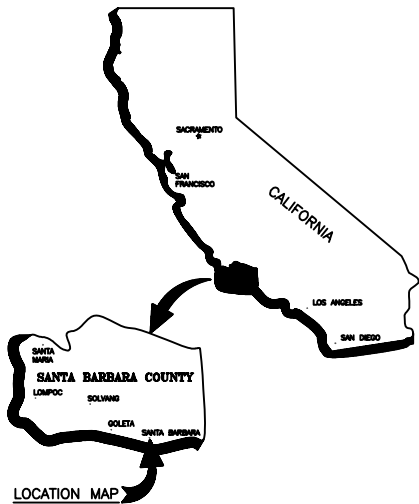 SACRAMENTO
SAN
FRANCISCO
CALIFORNIA
LOS ANGELES
SAN DIEGO
SANTA
MARIA
SANTA BARBARA COUNTY
LOMPOC
SOLVANG
GOLETA
SANTA BARBARA
LOCATION MAP